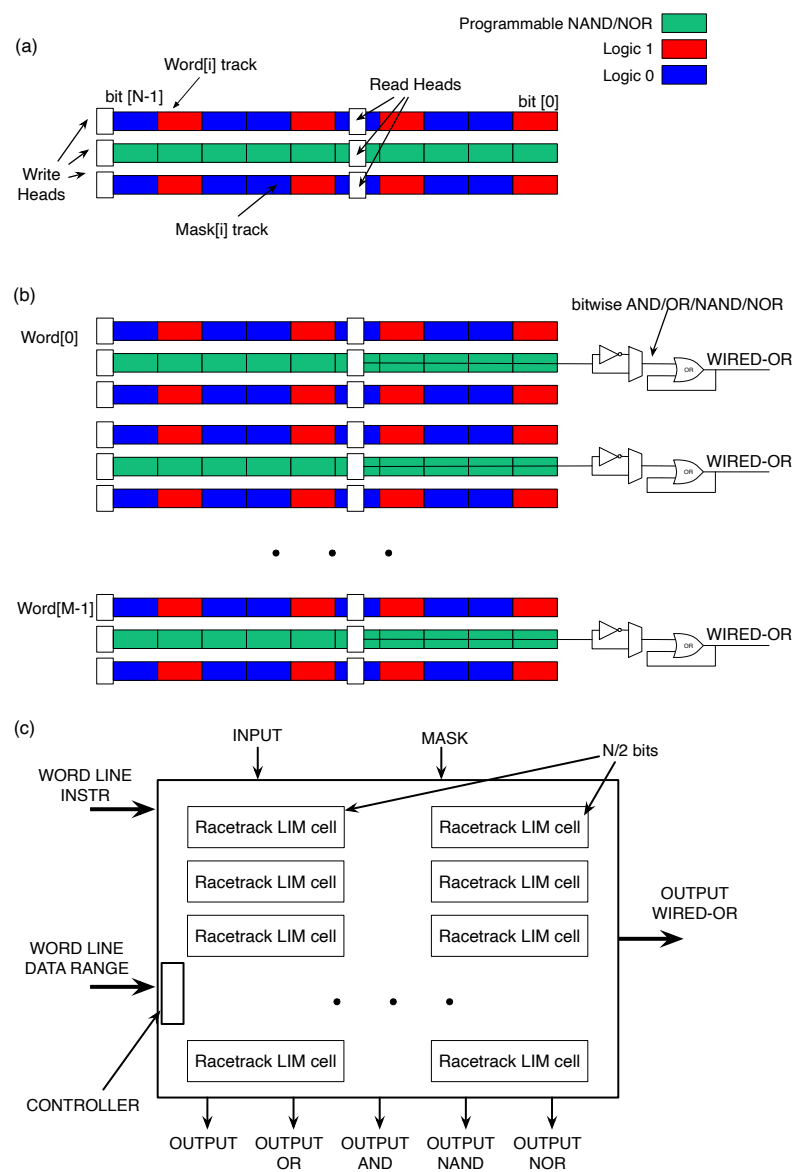 Programmable NAND/NOR
Logic 1
Logic 0
(a)
Word[i] track
bit [N-1]
Read Heads
bit [0]
Write
Heads
Mask[i] track
(b)
bitwise AND/OR/NAND/NOR
Word[0]
OR
WIRED-OR
OR
WIRED-OR
Word[M-1]
OR
WIRED-OR
(c)
INPUT
MASK
N/2 bits
WORD LINE
INSTR
Racetrack LIM cell
Racetrack LIM cell
Racetrack LIM cell
Racetrack LIM cell
Racetrack LIM cell
Racetrack LIM cell
OUTPUT
WIRED-OR
WORD LINE
DATA RANGE
Racetrack LIM cell
Racetrack LIM cell
CONTROLLER
OUTPUT
OUTPUT
OR
OUTPUT
AND
OUTPUT
NAND
OUTPUT
NOR